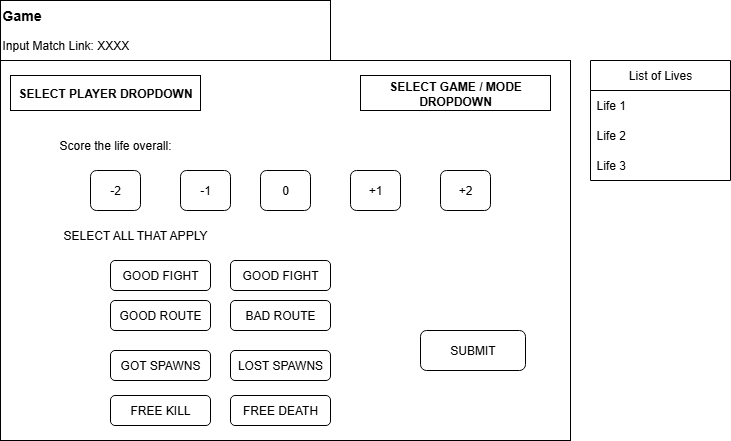 Game
Input Match Link: XXXX
SELECT PLAYER DROPDOWN
SELECT GAME / MODE
DROPDOWN
List of Lives
Life 1
Life 2
Life 3
Score the life overall:
-2
-1
0
+1
+2
SELECT ALL THAT APPLY
GOOD FIGHT
GOOD FIGHT
GOOD ROUTE
BAD ROUTE
GOT SPAWNS
LOST SPAWNS
FREE KILL
FREE DEATH
SUBMIT